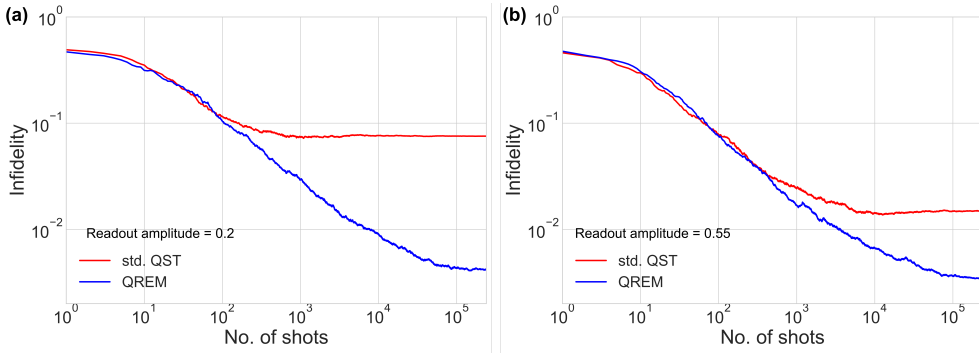 (a)
10^0
10^-1
10^-2
Infidelity
Readout amplitude = 0.2
std. QST
QREM
10^0 10^1 10^2 10^3 10^4 10^5
No. of shots
(b)
10^0
10^-1
10^-2
Infidelity
Readout amplitude = 0.55
std. QST
QREM
10^0 10^1 10^2 10^3 10^4 10^5
No. of shots